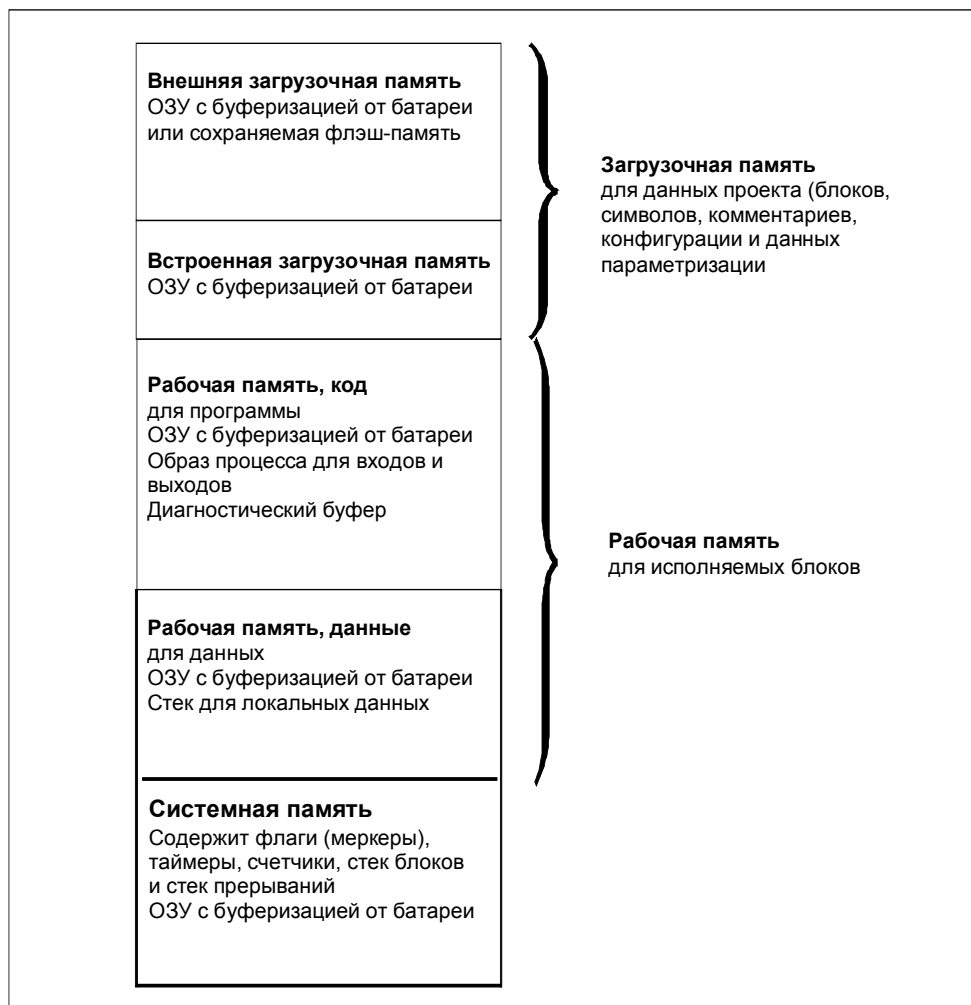 Внешняя загрузочная память
ОЗУ с буферизацией от батареи
или сохраняемая флэш-память
Встроенная загрузочная память
ОЗУ с буферизацией от батареи
Загрузочная память
для данных проекта (блоков,
символов, комментариев,
конфигурации и данных
параметризации
Рабочая память, код
для программы
ОЗУ с буферизацией от батареи
Образ процесса для входов и
выходов
Диагностический буфер
Рабочая память, данные
для данных
ОЗУ с буферизацией от батареи
Стек для локальных данных
Рабочая память
для исполняемых блоков
Системная память
Содержит флаги (меркеры),
таймеры, счетчики, стек блоков
и стек прерываний
ОЗУ с буферизацией от батареи